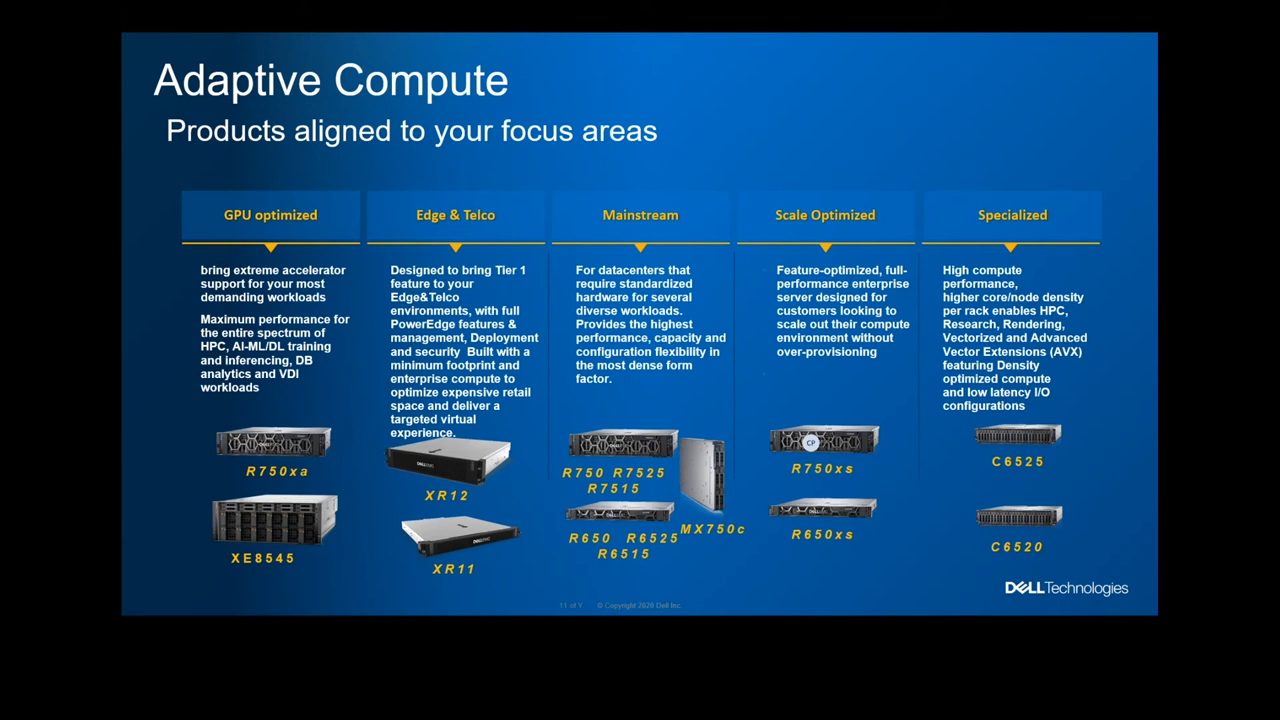 Adaptive Compute
Products aligned to your focus areas
GPU optimized
bring extreme accelerator
support for your most
demanding workloads
Maximum performance for
the entire spectrum of
HPC, AI-ML/DL training
and inferencing, DB
analytics and VDI
workloads
R750xa
XE8545
Edge & Telco
Designed to bring Tier 1
feature to your
Edge&Telco
environments, with full
PowerEdge features &
management, Deployment
and security Built with a
minimum footprint and
enterprise compute to
optimize expensive retail
space and deliver a
targeted virtual
experience.
XR12
XR11
Mainstream
For datacenters that
require standardized
hardware for several
diverse workloads.
Provides the highest
performance, capacity and
configuration flexibility in
the most dense form
factor.
R750 R7525
R7515
R650 R6525
R6515
MX750c
Scale Optimized
Feature-optimized, full-
performance enterprise
server designed for
customers looking to
scale out their compute
environment without
over-provisioning
CP
R750xs
R650xs
Specialized
High compute
performance,
higher core/node density
per rack enables HPC,
Research, Rendering,
Vectorized and Advanced
Vector Extensions (AVX)
featuring Density
optimized compute
and low latency I/O
configurations
C6525
C6520
DELLTechnologies
11 of Y © Copyright 2020 Dell Inc.